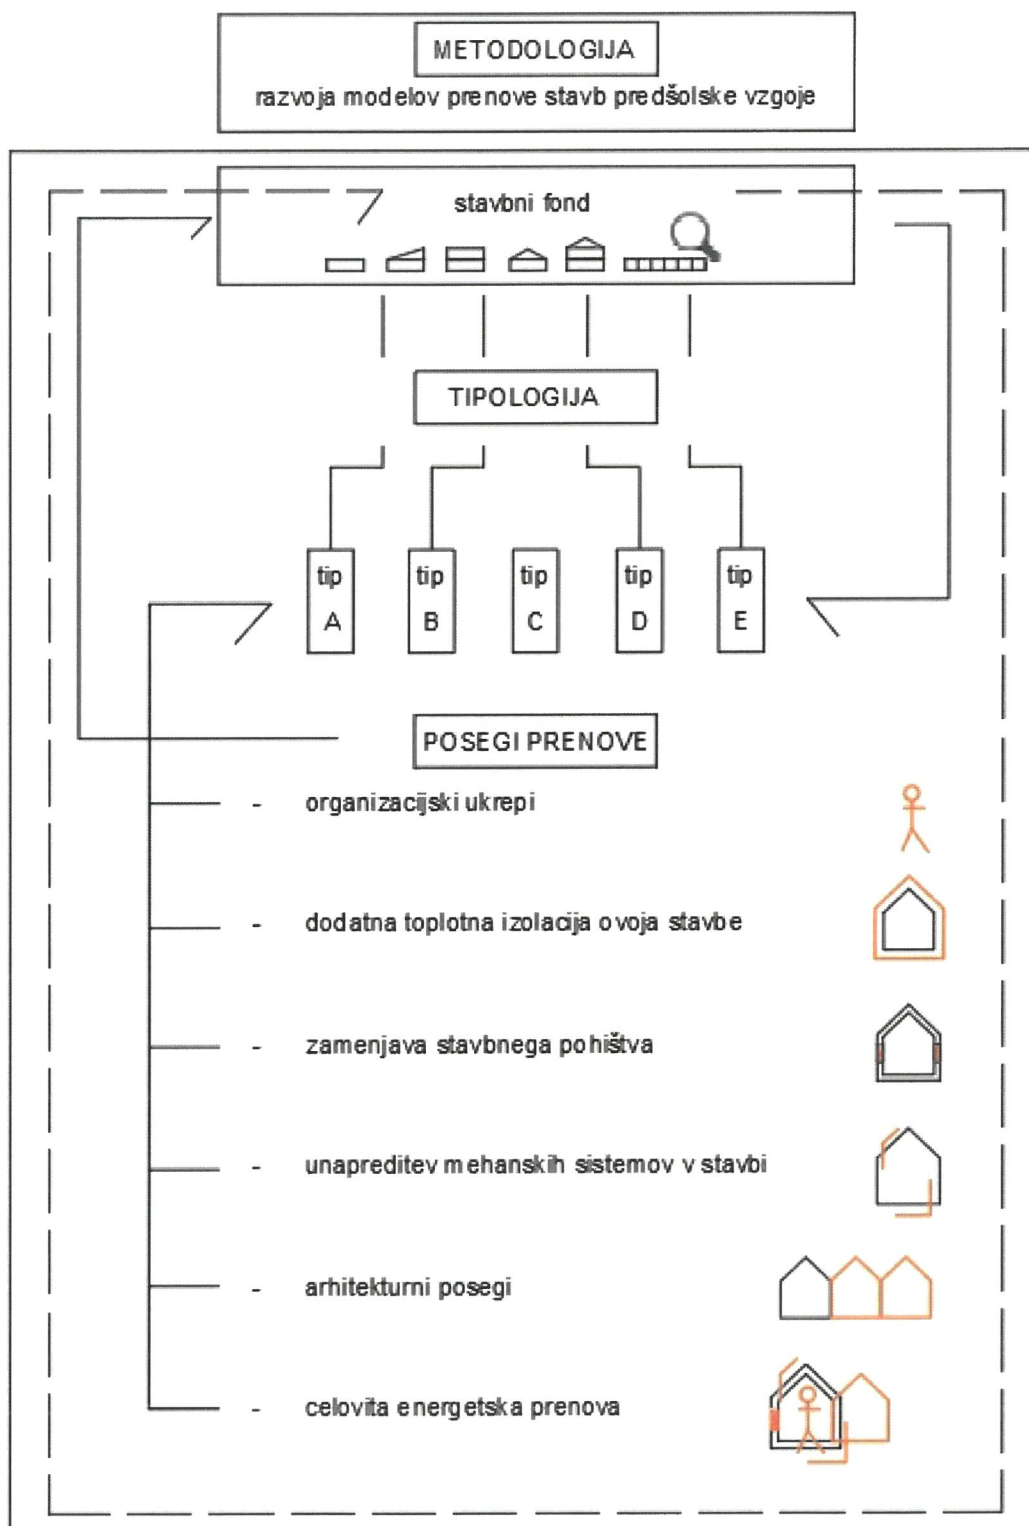 METODOLOGIJA
razvoja modelov prenove stavb predšolske vzgoje
stavbni fond
TIPOLOGIJA
tip A
tip B
tip C
tip D
tip E
POSEGI PRENOVE
- organizacijski ukrepi
- dodatna toplotna izolacija ovoja stavbe
- zamenjava stavbnega pohištva
- unapreditev mehanskih sistemov v stavbi
- arhitekturni posegi
- celovita energetska prenova